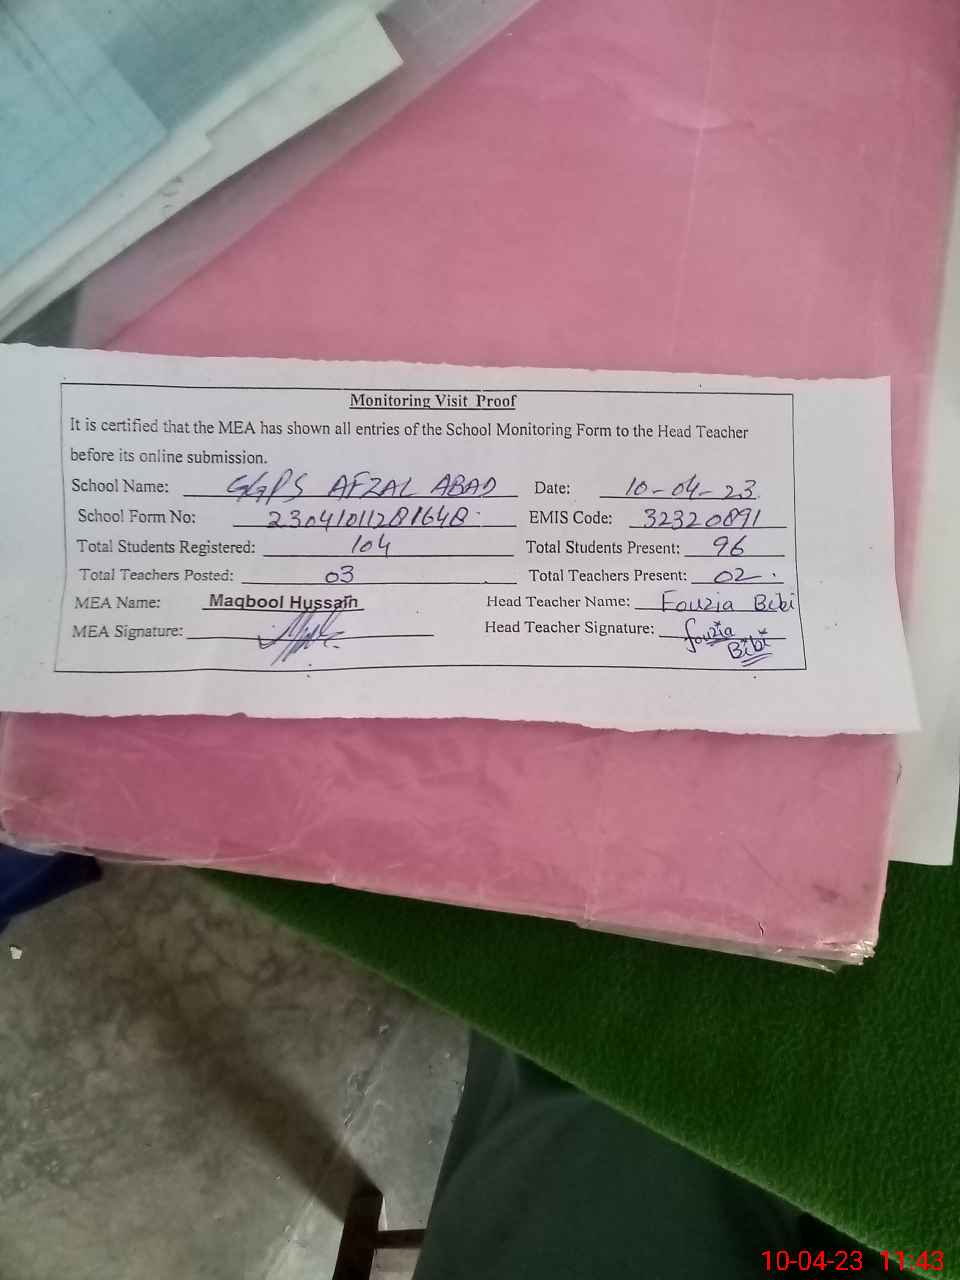 Monitoring Visit Proof
It is certified that the MEA has shown all entries of the School Monitoring Form to the Head Teacher
before its online submission.
School Name: GGPS AFZAL ABAD Date: 10-04-23
School Form No: 2304101128164B EMIS Code: 32320891
Total Students Registered: 104 Total Students Present: 96
Total Teachers Posted: 03 Total Teachers Present: 02
MEA Name: Maqbool Hussain Head Teacher Name: Fouzia Bibi
MEA Signature: Head Teacher Signature: fouzia
Bibi
10-04-23 11:43